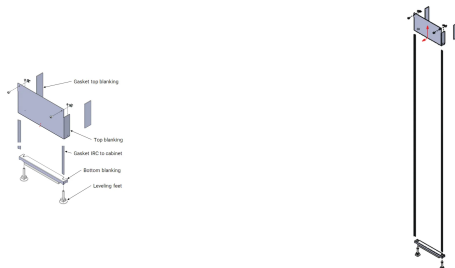 Gasket top blanking
Top blanking
Gasket IRC to cabinet
Bottom blanking
Leveling feet